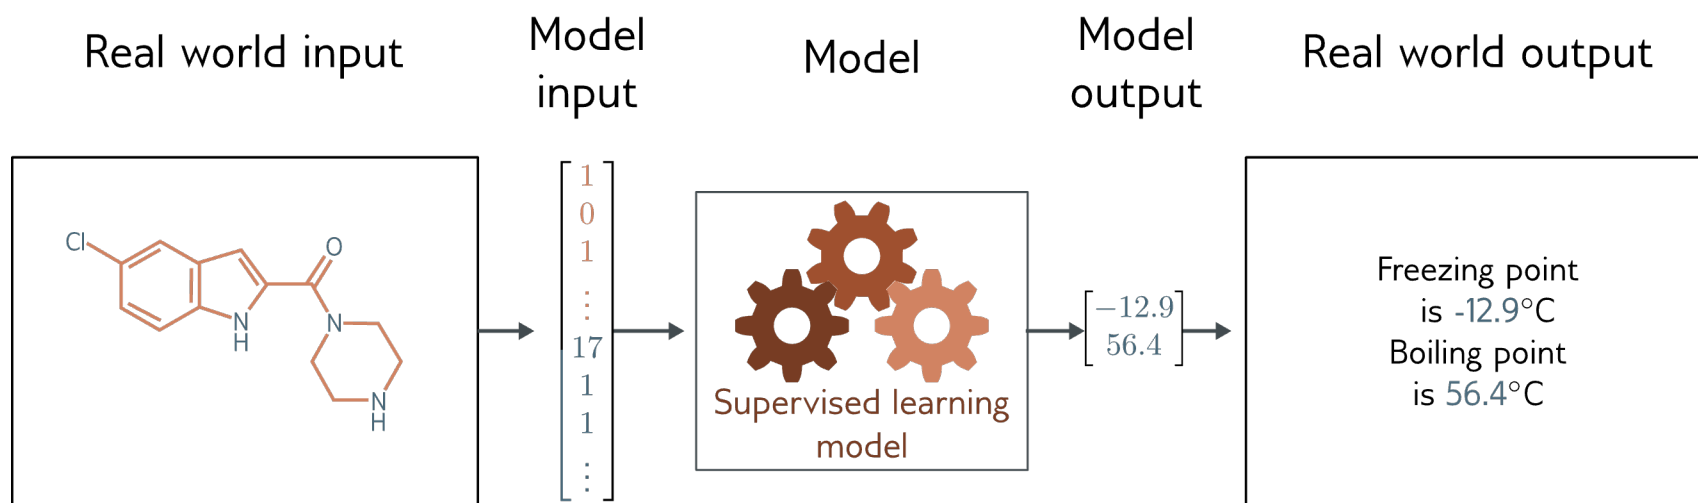 Real world input
Model
input
Model
Model
output
Real world output
Cl
O
N
H
N
N
H
1
0
1
⋮
17
1
1
⋮
Supervised learning
model
−12.9
56.4
Freezing point
is -12.9°C
Boiling point
is 56.4°C